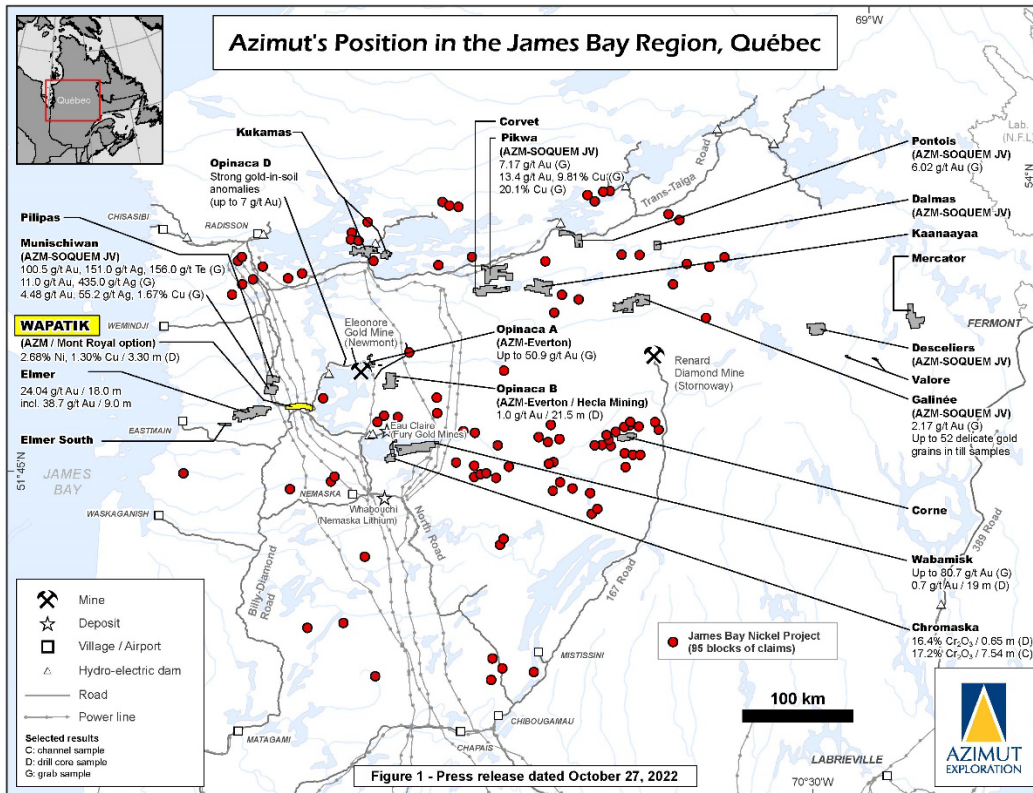 Azimut's Position in the James Bay Region, Québec
69°W
54°N
Lab.
(N.F.L)
Québec
Kukamas
Opinaca D
Strong gold-in-soil
anomalies
(up to 7 g/t Au)
Corvet
Pikwa
(AZM-SOQUEM JV)
7.17 g/t Au (G)
13.4 g/t Au, 9.81% Cu (G)
20.1% Cu (G)
Trans-Taiga
Road
Pontois
(AZM-SOQUEM JV)
6.02 g/t Au (G)
Dalmas
(AZM-SOQUEM JV)
Kaanaayaa
Mercator
Pilipas
CHISASIBI
RADISSON
Munischiwan
(AZM-SOQUEM JV)
100.5 g/t Au, 151.0 g/t Ag, 156.0 g/t Te (G)
11.0 g/t Au, 435.0 g/t Ag (G)
4.48 g/t Au, 55.2 g/t Ag, 1.67% Cu (G)
WAPATIK
WEMINDJI
(AZM / Mont Royal option)
2.68% Ni, 1.30% Cu / 3.30 m (D)
Elmer
24.04 g/t Au / 18.0 m
incl. 38.7 g/t Au / 9.0 m
EASTMAIN
Elmer South
Eleonore
Gold Mine
(Newmont)
Opinaca A
(AZM-Everton)
Up to 50.9 g/t Au (G)
Opinaca B
(AZM-Everton / Hecla Mining)
1.0 g/t Au / 21.5 m (D)
Renard
Diamond Mine
(Stornoway)
FERMONT
Desceliers
(AZM-SOQUEM JV)
Valore
Galinée
(AZM-SOQUEM JV)
2.17 g/t Au (G)
Up to 52 delicate gold
grains in till samples
Eau Claire
(Fury Gold Mines)
51°45'N
JAMES
BAY
WASKAGANISH
NEMASKA
Whabouchi
(Nemaska Lithium)
North Road
Billy-Diamond
Road
167 Road
389 Road
Corne
Wabamisk
Up to 80.7 g/t Au (G)
0.7 g/t Au / 19 m (D)
Chromaska
16.4% Cr₂O₃ / 0.65 m (D)
17.2% Cr₂O₃ / 7.54 m (C)
Mine
Deposit
Village / Airport
Hydro-electric dam
Road
Power line
Selected results
C: channel sample
D: drill core sample
G: grab sample
James Bay Nickel Project
(95 blocks of claims)
MISTISSINI
CHIBOUGAMAU
CHAPAIS
MATAGAMI
100 km
LABRIEVILLE
70°30'W
AZIMUT
EXPLORATION
Figure 1 - Press release dated October 27, 2022